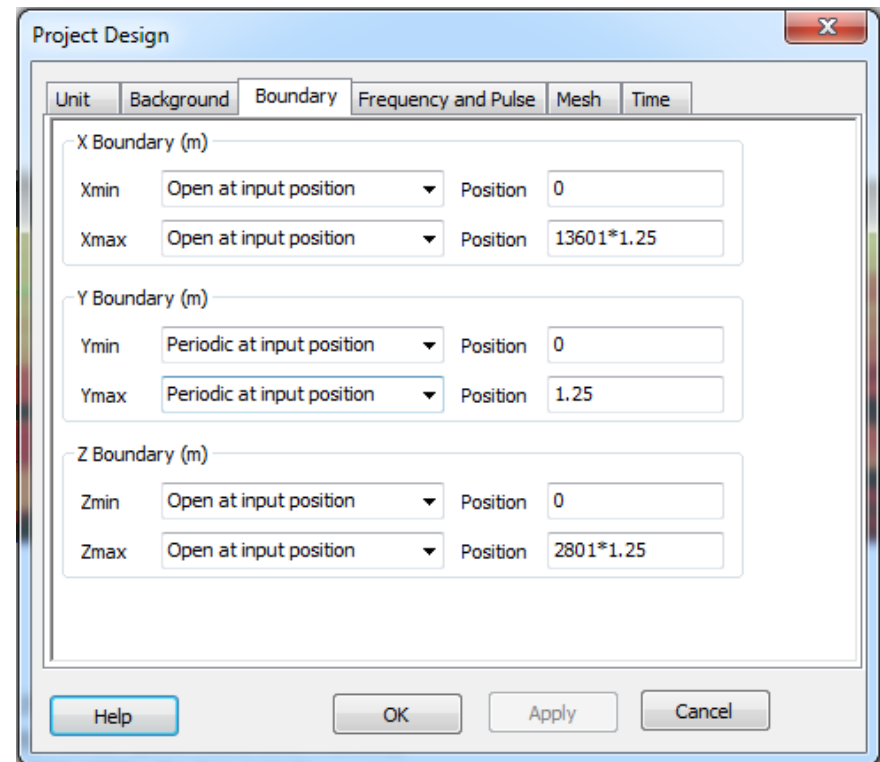 Project Design
Unit Background Boundary Frequency and Pulse Mesh Time
X Boundary (m)
Xmin Open at input position Position 0
Xmax Open at input position Position 13601*1.25
Y Boundary (m)
Ymin Periodic at input position Position 0
Ymax Periodic at input position Position 1.25
Z Boundary (m)
Zmin Open at input position Position 0
Zmax Open at input position Position 2801*1.25
Help OK Apply Cancel